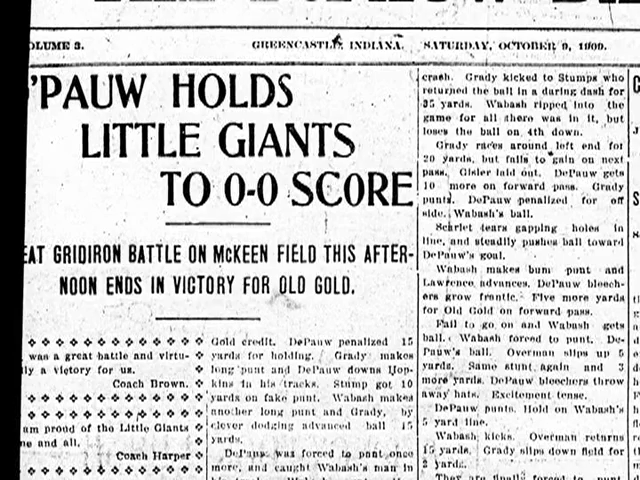 OLUME 3.
GREENCASTLE, INDIANA, SATURDAY, OCTOBER 9, 1909.
'PAUW HOLDS
LITTLE GIANTS
TO 0-0 SCORE
EAT GRIDIRON BATTLE ON McKEEN FIELD THIS AFTER-
NOON ENDS IN VICTORY FOR OLD GOLD.
was a great battle and virtu-
ly a victory for us.
Coach Brown.
am proud of the Little Giants
ne and all.
Coach Harper
Gold credit. DePauw penalized 15
yards for holding. Grady makes
long punt and DePauw downs Hop-
kins in his tracks. Stump got 10
yards on fake punt. Wabash makes
another long punt and Grady, by
clever dodging advanced ball 15
yards.
DePauw was forced to punt once
more, and caught Wabash's man in
crash. Grady kicked to Stumps who
returned the ball in a daring dash for
35 yards. Wabash ripped into the
game for all there was in it, but
loses the ball on 4th down.
Grady races around left end for
20 yards, but fails to gain on next
pass. Gisler laid out. DePauw gets
10 more on forward pass. Grady
punts. DePauw penalized for off
side. Wabash's ball.
Scarlet tears gapping holes in
line, and steadily pushes ball toward
DePauw's goal.
Wabash makes bum punt and
Lawrence advances. DePauw bleech-
ers grow frantic. Five more yards
for Old Gold on forward pass.
Fail to go on and Wabash gets
ball. Wabash forced to punt. De-
Pauw's ball. Overman slips up 5
yards. Same stunt again and 3
more yards. DePauw bleechers throw
away hats. Excitement tense.
DePauw punts. Hold on Wabash's
5 yard line.
Wabash kicks. Overman returns
15 yards. Grady slips down field for
2 yards.
They are finally forced to punt